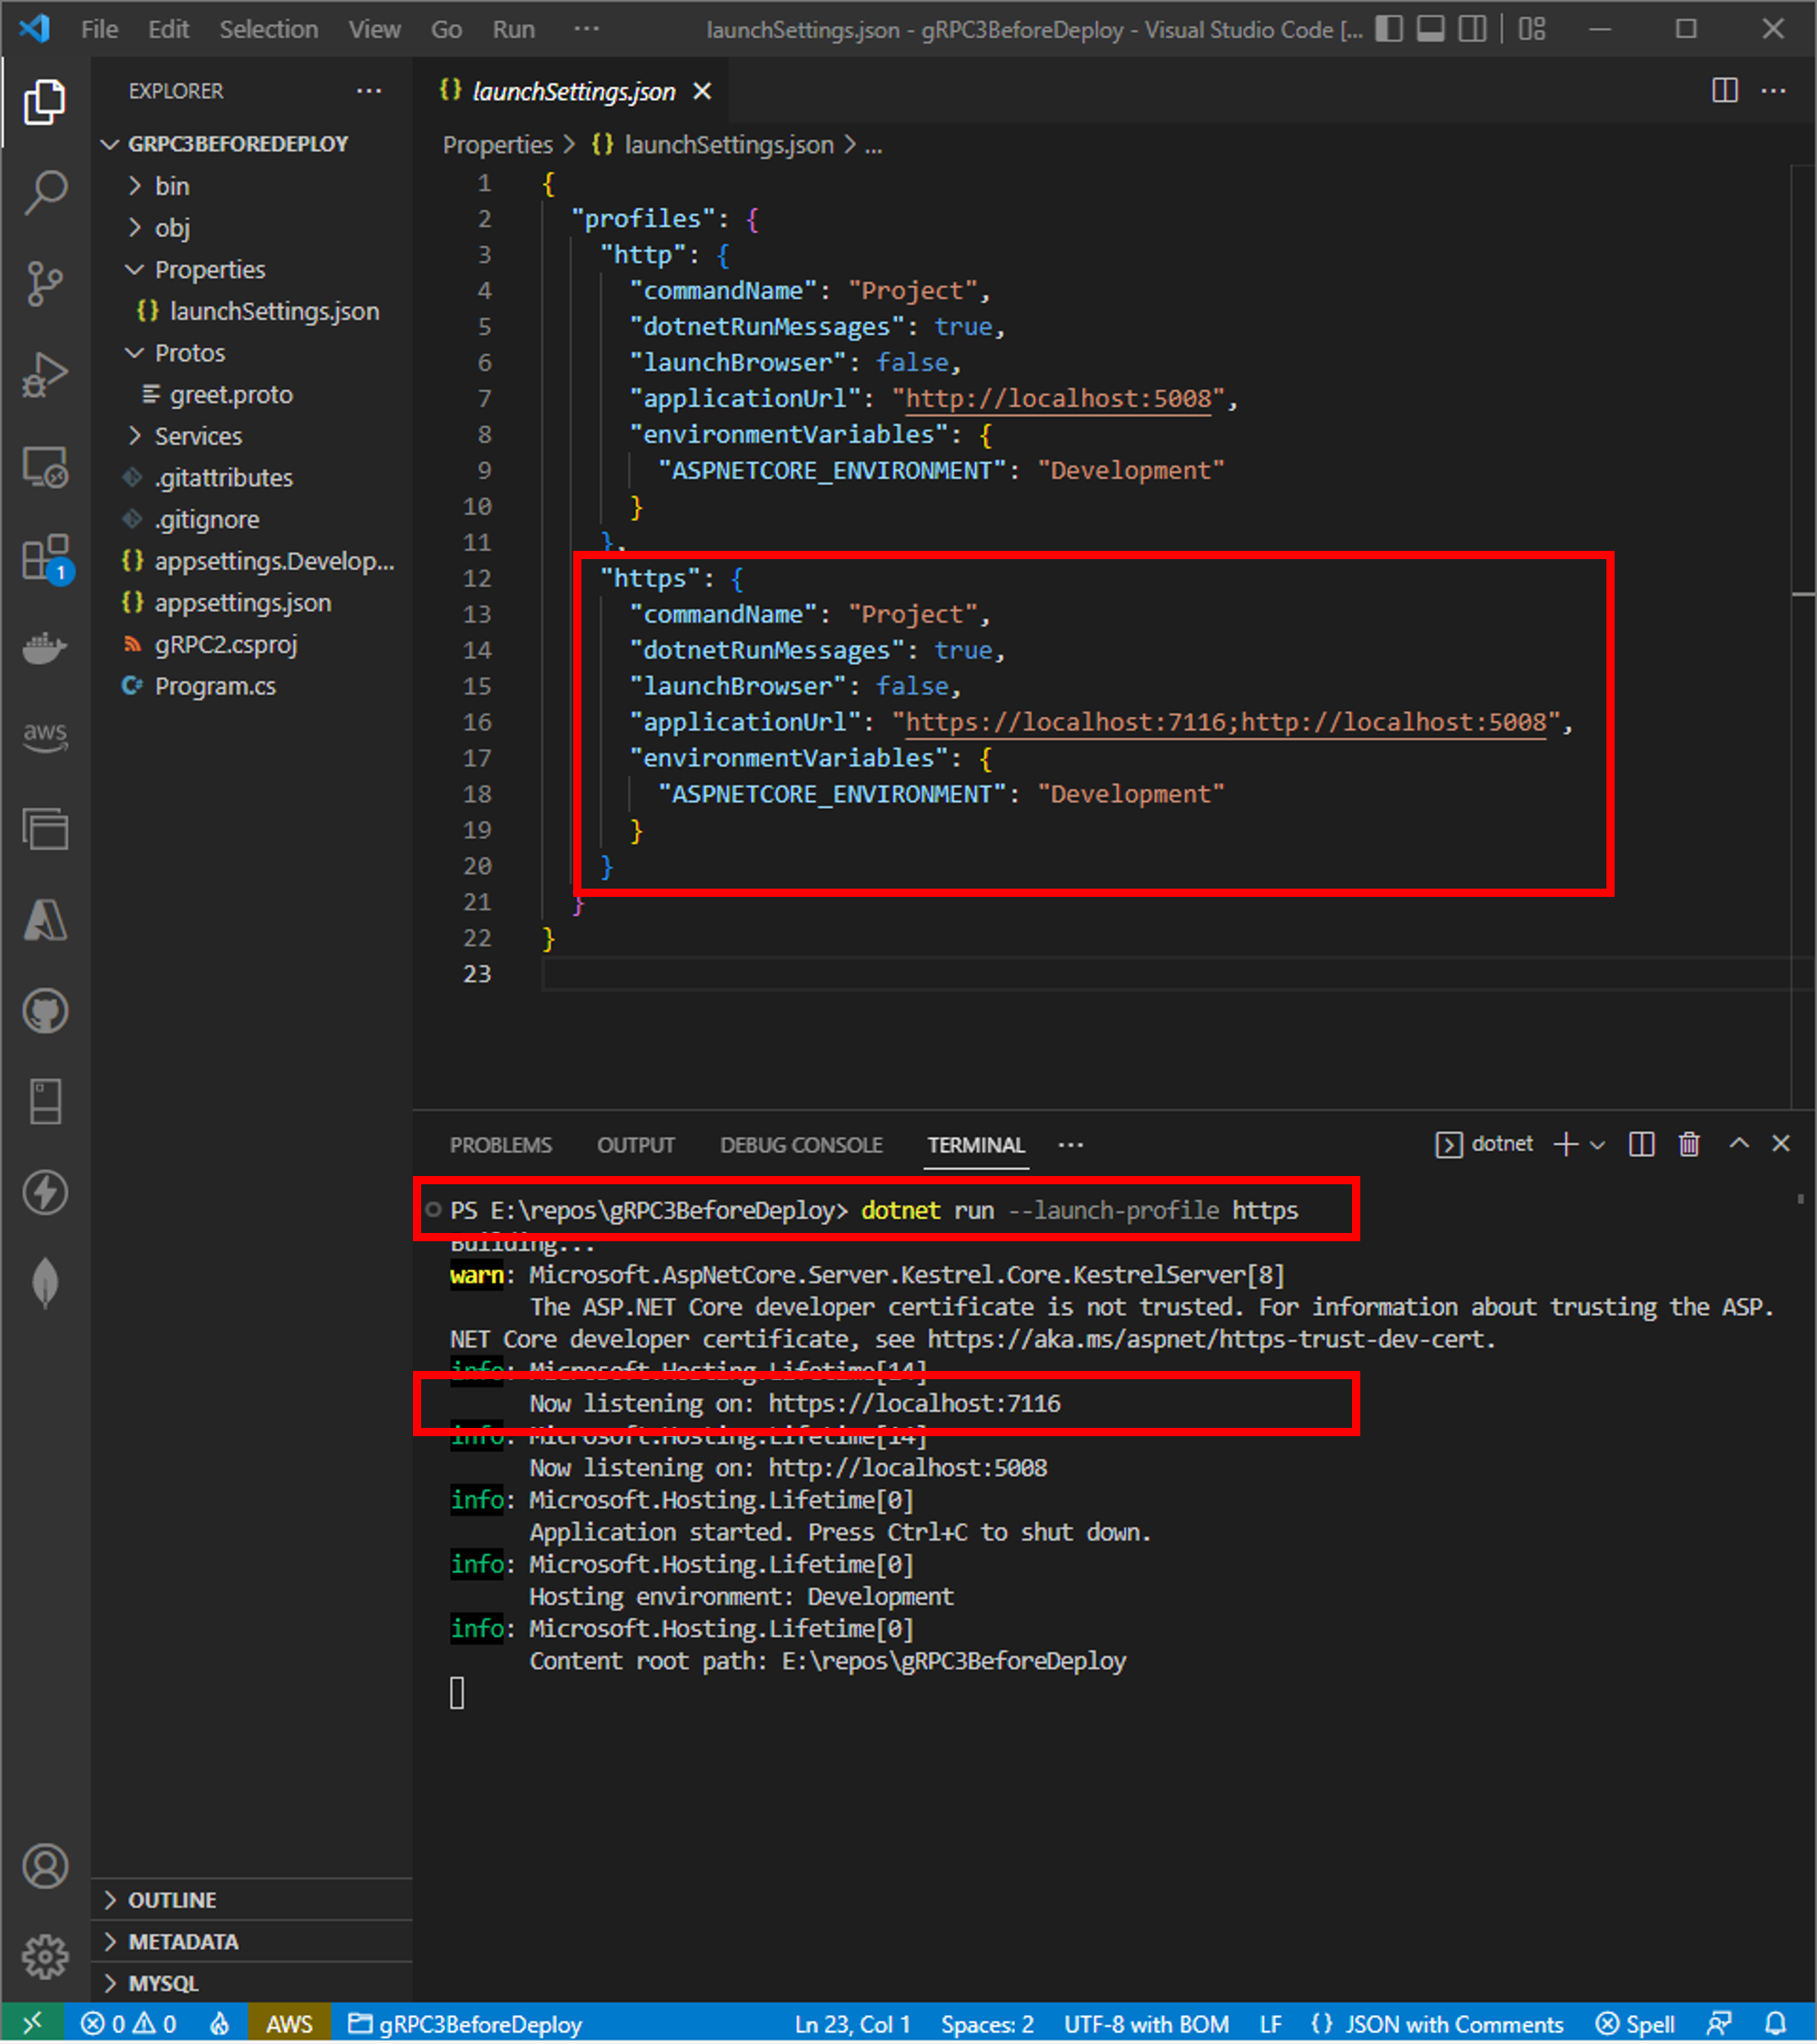 File Edit Selection View Go Run ··· launchSettings.json - gRPC3BeforeDeploy - Visual Studio Code [...
EXPLORER ···
GRPC3BEFOREDEPLOY
bin
obj
Properties
{} launchSettings.json
Protos
greet.proto
Services
.gitattributes
.gitignore
{} appsettings.Develop...
{} appsettings.json
gRPC2.csproj
C# Program.cs
1
aws
OUTLINE
METADATA
MYSQL
{} launchSettings.json
Properties > {} launchSettings.json > ...
1 {
2 "profiles": {
3 "http": {
4 "commandName": "Project",
5 "dotnetRunMessages": true,
6 "launchBrowser": false,
7 "applicationUrl": "http://localhost:5008",
8 "environmentVariables": {
9 "ASPNETCORE_ENVIRONMENT": "Development"
10 }
11 },
12 "https": {
13 "commandName": "Project",
14 "dotnetRunMessages": true,
15 "launchBrowser": false,
16 "applicationUrl": "https://localhost:7116;http://localhost:5008",
17 "environmentVariables": {
18 "ASPNETCORE_ENVIRONMENT": "Development"
19 }
20 }
21 }
22 }
23
PROBLEMS OUTPUT DEBUG CONSOLE TERMINAL ··· dotnet
PS E:\repos\gRPC3BeforeDeploy> dotnet run --launch-profile https
Building...
warn: Microsoft.AspNetCore.Server.Kestrel.Core.KestrelServer[8]
The ASP.NET Core developer certificate is not trusted. For information about trusting the ASP.
NET Core developer certificate, see https://aka.ms/aspnet/https-trust-dev-cert.
info: Microsoft.Hosting.Lifetime[14]
Now listening on: https://localhost:7116
info: Microsoft.Hosting.Lifetime[14]
Now listening on: http://localhost:5008
info: Microsoft.Hosting.Lifetime[0]
Application started. Press Ctrl+C to shut down.
info: Microsoft.Hosting.Lifetime[0]
Hosting environment: Development
info: Microsoft.Hosting.Lifetime[0]
Content root path: E:\repos\gRPC3BeforeDeploy
0 0 AWS gRPC3BeforeDeploy Ln 23, Col 1 Spaces: 2 UTF-8 with BOM LF {} JSON with Comments Spell